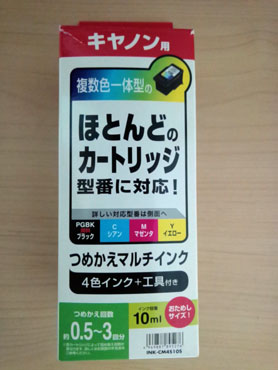 キヤノン用
複数色一体型の
ほとんどの
カートリッジ
型番に対応！
詳しい対応型番は側面へ
PGBK C M Y
ブラック シアン マゼンタ イエロー
つめかえマルチインク
4色インク+工具付き
つめかえ回数
約0.5~3回分
インク容量
10ml
おためし
サイズ！
INK-CM4S10S